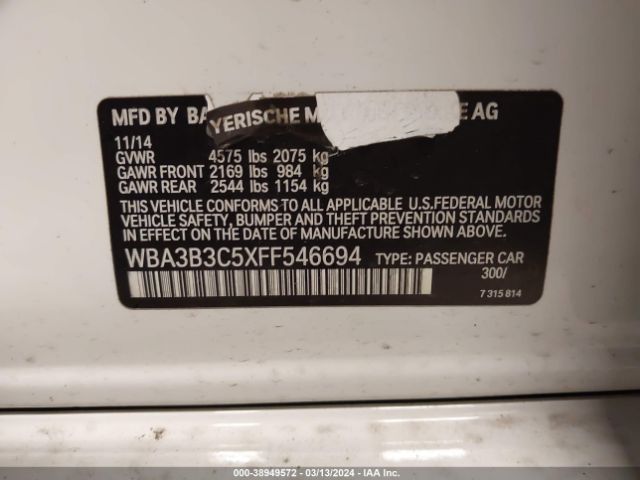 MFD BY BA YERISCHE M E AG
11/14
GVWR 4575 lbs 2075 kg
GAWR FRONT 2169 lbs 984 kg
GAWR REAR 2544 lbs 1154 kg
THIS VEHICLE CONFORMS TO ALL APPLICABLE U.S.FEDERAL MOTOR
VEHICLE SAFETY, BUMPER AND THEFT PREVENTION STANDARDS
IN EFFECT ON THE DATE OF MANUFACTURE SHOWN ABOVE.
WBA3B3C5XFF546694 TYPE: PASSENGER CAR
300/
7 315 814
000-38949572 — 03/13/2024 — IAA Inc.